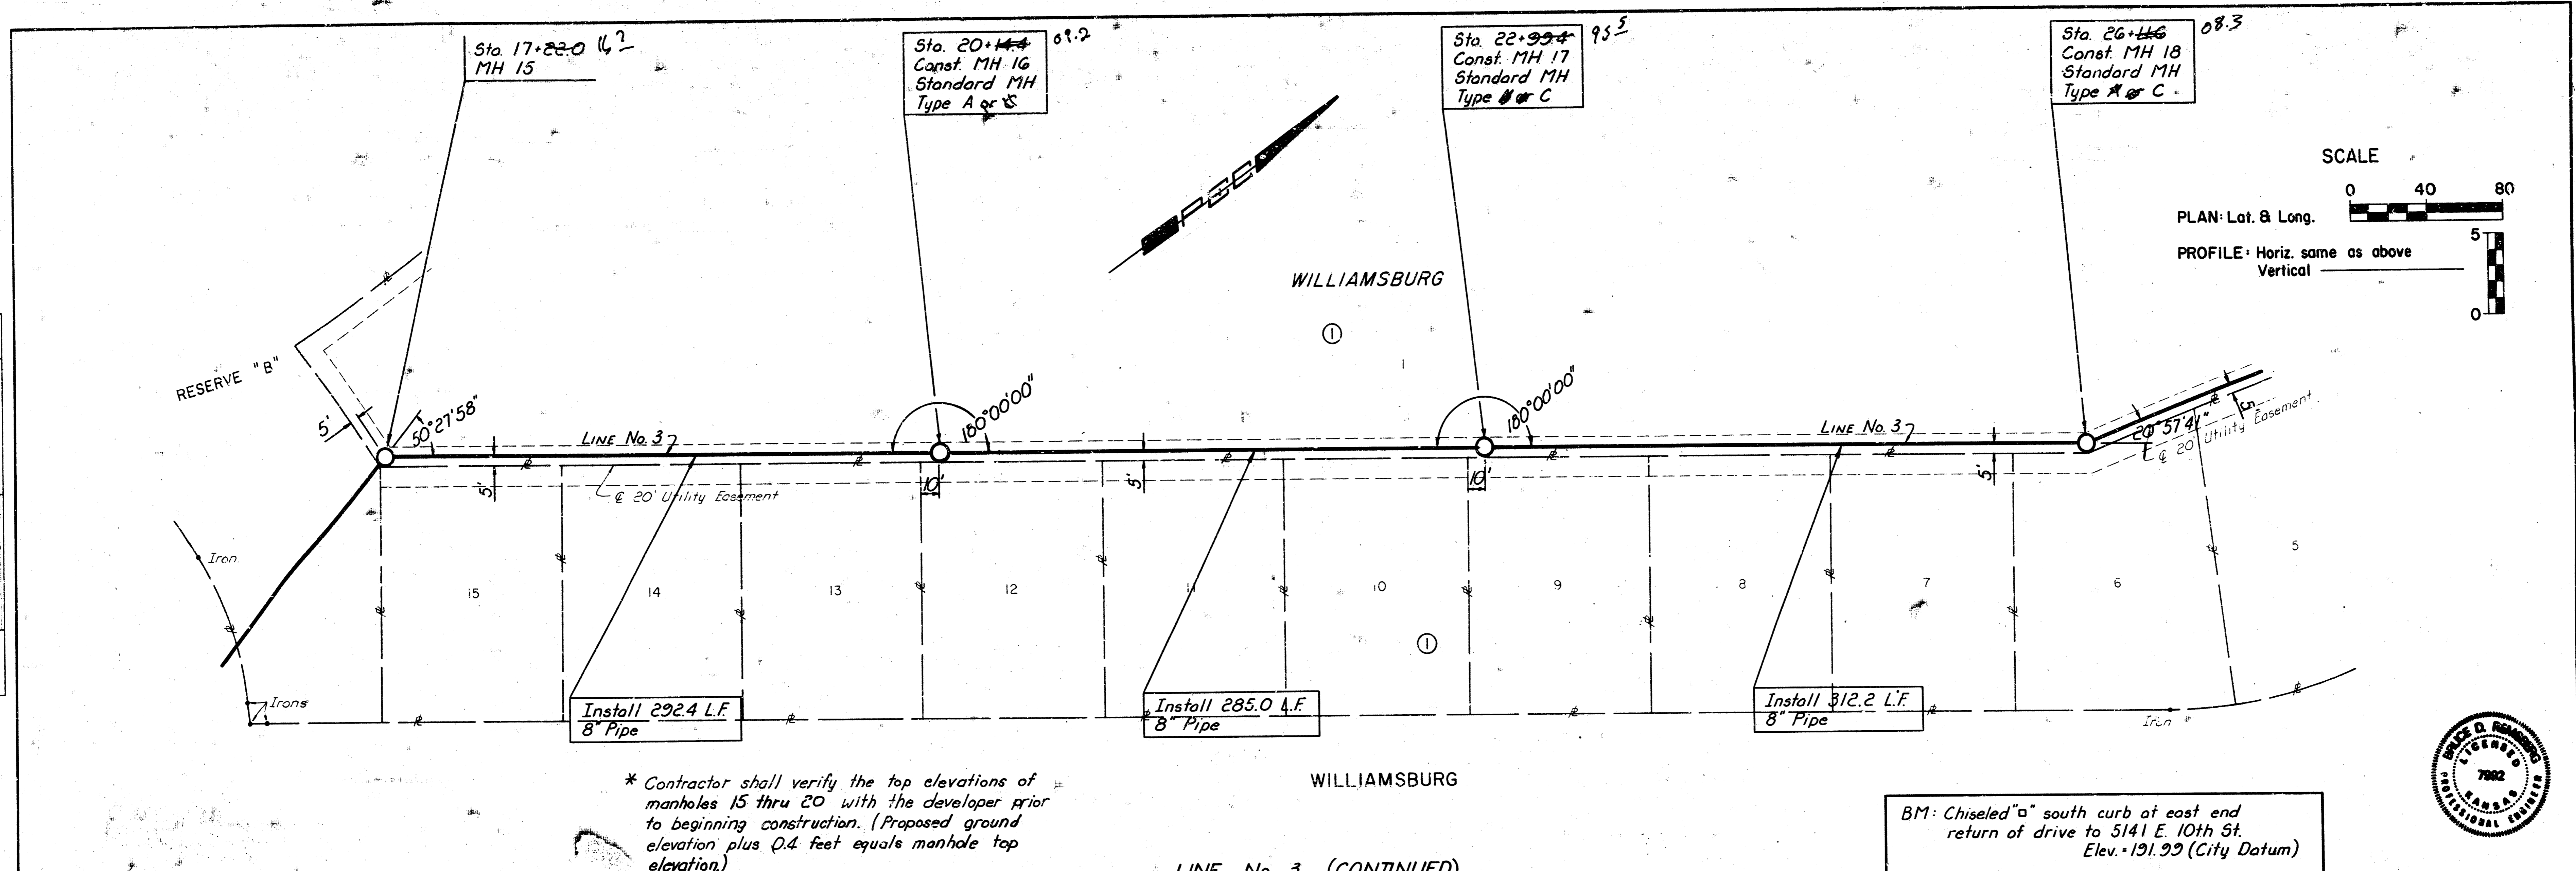 Sta. 17+22.0 16.2
MH 15
Sta. 20+14.4 09.2
Const. MH 16
Standard MH
Type A or C
Sta. 22+99.4 95.5
Const. MH 17
Standard MH
Type A or C
Sta. 26+11.6 08.3
Const. MH 18
Standard MH
Type A or C
SCALE
0 40 80
PLAN: Lat. & Long.
PROFILE: Horiz. same as above
Vertical
5
0
WILLIAMSBURG
1
1
RESERVE "B"
5'
50°27'58"
LINE No. 3
180°00'00"
180°00'00"
LINE No. 3
20°57'41"
5'
℄ 20' Utility Easement
5'
℄ 20' Utility Easement
10'
5'
10'
5'
Iron
15
14
13
12
11
10
9
8
7
6
5
1
Irons
Iron
Install 292.4 L.F.
8" Pipe
Install 285.0 L.F.
8" Pipe
Install 312.2 L.F.
8" Pipe
* Contractor shall verify the top elevations of
manholes 15 thru 20 with the developer prior
to beginning construction. (Proposed ground
elevation plus 0.4 feet equals manhole top
elevation.)
WILLIAMSBURG
LINE No. 3 (CONTINUED)
BM: Chiseled "□" south curb at east end
return of drive to 5141 E. 10th St.
Elev. = 191.99 (City Datum)
BRUCE D. REMSBERG
LICENSED
7992
KANSAS
PROFESSIONAL ENGINEER